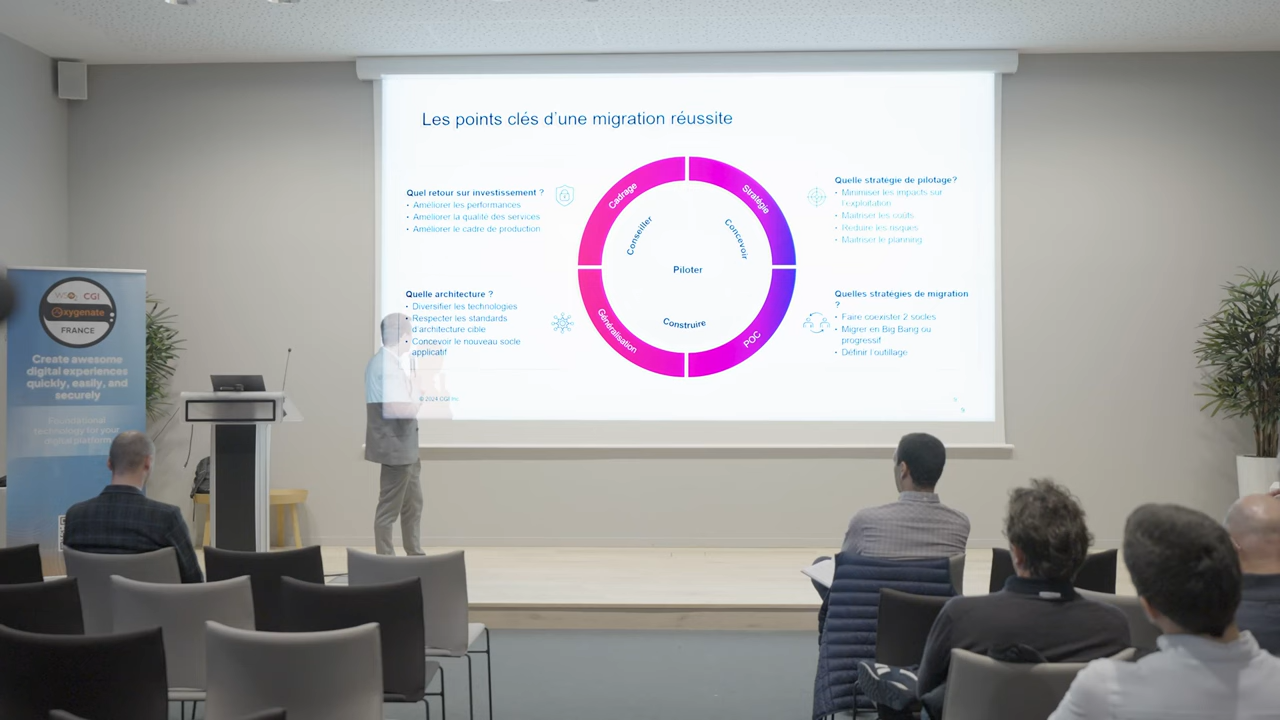 Les points clés d'une migration réussite
Quel retour sur investissement ?
• Améliorer les performances
• Améliorer la qualité des services
• Améliorer le cadre de production
Quelle architecture ?
• Diversifier les technologies
• Respecter les standards
d'architecture cible
• Concevoir le nouveau socle
applicatif
Cadrage
Stratégie
Conseiller
Concevoir
Piloter
Construire
Généralisation
POC
Quelle stratégie de pilotage?
• Minimiser les impacts sur
l'exploitation
• Maitriser les coûts
• Réduire les risques
• Maitriser le planning
Quelles stratégies de migration
?
• Faire coexister 2 socles
• Migrer en Big Bang ou
progressif
• Définir l'outillage
© 2024 CGI
CGI
Oxygenate
FRANCE
Create awesome
digital experiences
quickly, easily, and
securely
Foundational
technology for your
digital platform